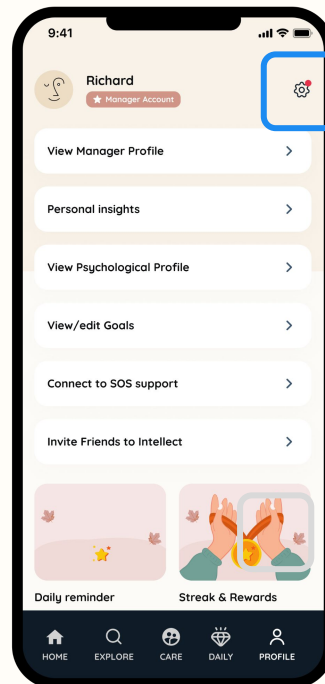 9:41
Richard
Manager Account
View Manager Profile
Personal insights
View Psychological Profile
View/edit Goals
Connect to SOS support
Invite Friends to Intellect
Daily reminder
Streak & Rewards
HOME
EXPLORE
CARE
DAILY
PROFILE